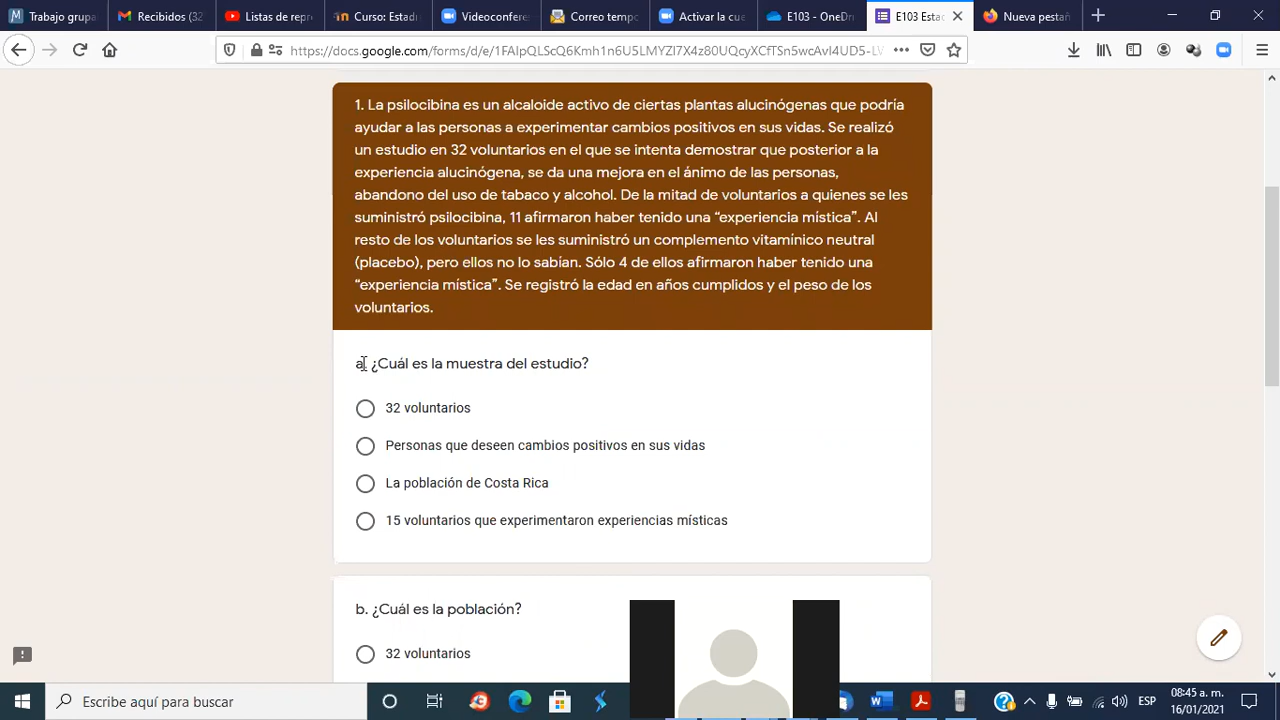 Trabajo grupa
Recibidos (32
Listas de repr
Curso: Estadí
Videoconfere
Correo tempo
Activar la cue
E103 - OneDri
E103 Estad
Nueva pestañ
https://docs.google.com/forms/d/e/1FAIpQLScQ6Kmh1n6U5LMYZI7X4z80UQcyXCfTSn5wcAvI4UD5-LV
1. La psilocibina es un alcaloide activo de ciertas plantas alucinógenas que podría
ayudar a las personas a experimentar cambios positivos en sus vidas. Se realizó
un estudio en 32 voluntarios en el que se intenta demostrar que posterior a la
experiencia alucinógena, se da una mejora en el ánimo de las personas,
abandono del uso de tabaco y alcohol. De la mitad de voluntarios a quienes se les
suministró psilocibina, 11 afirmaron haber tenido una “experiencia mística”. Al
resto de los voluntarios se les suministró un complemento vitamínico neutral
(placebo), pero ellos no lo sabían. Sólo 4 de ellos afirmaron haber tenido una
“experiencia mística”. Se registró la edad en años cumplidos y el peso de los
voluntarios.
a. ¿Cuál es la muestra del estudio?
32 voluntarios
Personas que deseen cambios positivos en sus vidas
La población de Costa Rica
15 voluntarios que experimentaron experiencias místicas
b. ¿Cuál es la población?
32 voluntarios
Escribe aquí para buscar
ESP
08:45 a. m.
16/01/2021